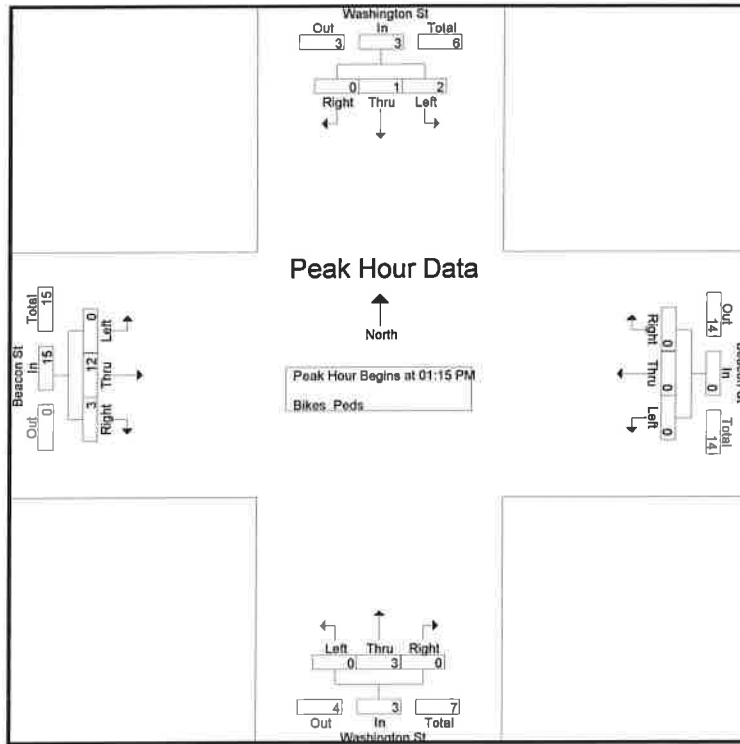 Washington St
Out In Total
3 3 6
0 1 2
Right Thru Left
Peak Hour Data
North
Peak Hour Begins at 01:15 PM
Bikes Peds
Beacon St
Total In Out
15 15 0
0 12 3
Left Thru Right
Beacon St
Out In Total
14 0 14
0 0 0
Right Thru Left
Left Thru Right
0 3 0
4 3 7
Out In Total
Washington St